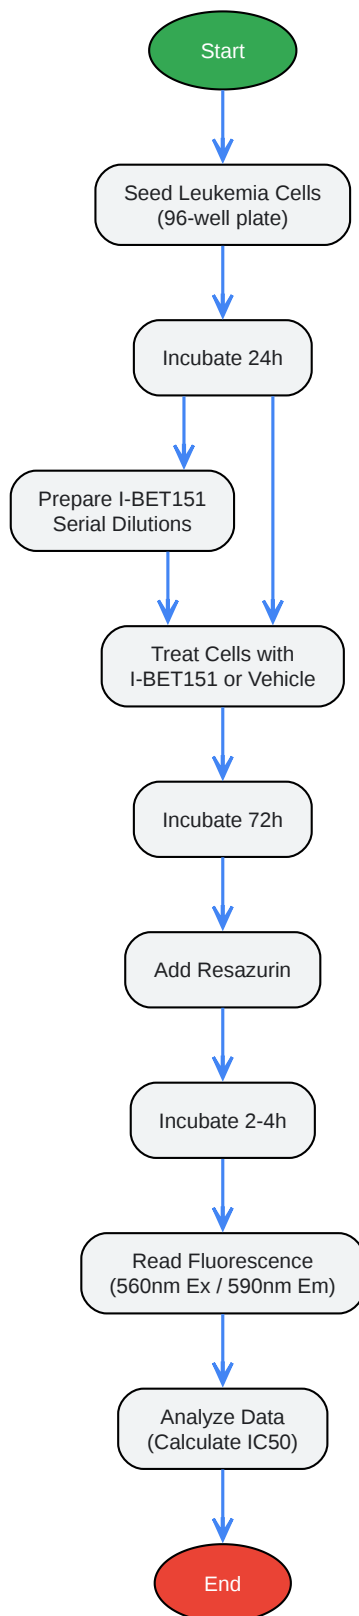 Start
Seed Leukemia Cells
(96-well plate)
Incubate 24h
Prepare I-BET151
Serial Dilutions
Treat Cells with
I-BET151 or Vehicle
Incubate 72h
Add Resazurin
Incubate 2-4h
Read Fluorescence
(560nm Ex / 590nm Em)
Analyze Data
(Calculate IC50)
End